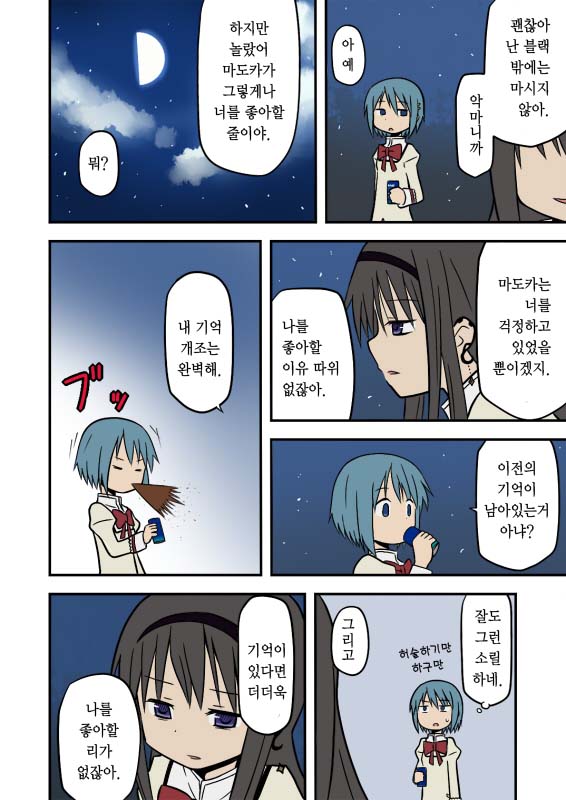 괜찮아
난 블랙
밖에는
마시지
않아.
악마니까
아
예
하지만
놀랐어
마도카가
그렇게나
너를 좋아할
줄이야.
뭐?
마도카는
너를
걱정하고
있었을
뿐이겠지.
나를
좋아할
이유 따위
없잖아.
내 기억
개조는
완벽해.
ブッ
이전의
기억이
남아있는거
아냐?
잘도
그런
소릴
하네.
허술하기만
하구만
그
리
고
기억이
있다면
더더욱
나를
좋아할
리가
없잖아.